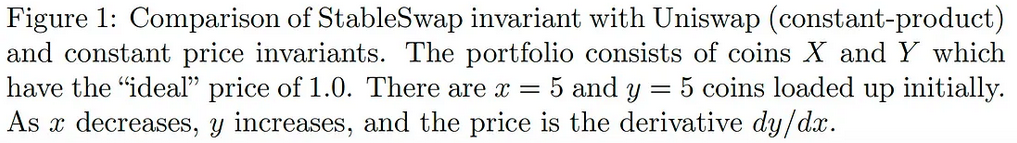 Figure 1: Comparison of StableSwap invariant with Uniswap (constant-product)
and constant price invariants. The portfolio consists of coins X and Y which
have the “ideal” price of 1.0. There are x = 5 and y = 5 coins loaded up initially.
As x decreases, y increases, and the price is the derivative dy/dx.